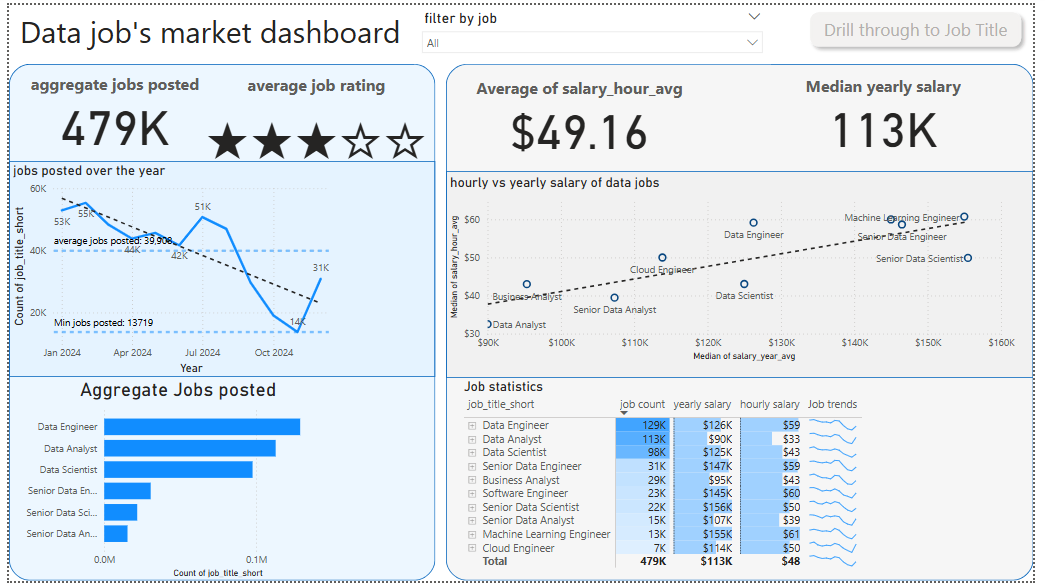 Data job's market dashboard
filter by job
All
Drill through to Job Title
aggregate jobs posted
479K
average job rating
Average of salary_hour_avg
$49.16
Median yearly salary
113K
jobs posted over the year
Count of job_title_short
60K
40K
20K
53K
55K
44K
42K
51K
14K
31K
average jobs posted: 39,908
Min jobs posted: 13719
Jan 2024
Apr 2024
Jul 2024
Oct 2024
Year
hourly vs yearly salary of data jobs
Median of salary_hour_avg
$60
$50
$40
$30
Machine Learning Engineer
Data Engineer
Senior Data Engineer
Cloud Engineer
Senior Data Scientist
Business Analyst
Data Scientist
Senior Data Analyst
Data Analyst
$90K
$100K
$110K
$120K
$130K
$140K
$150K
$160K
Median of salary_year_avg
Aggregate Jobs posted
Data Engineer
Data Analyst
Data Scientist
Senior Data En...
Senior Data Sci...
Senior Data An...
0.0M
0.1M
Count of job_title_short
Job statistics
job_title_short job count yearly salary hourly salary Job trends
Data Engineer 129K $126K $59
Data Analyst 113K $90K $33
Data Scientist 98K $125K $43
Senior Data Engineer 31K $147K $59
Business Analyst 29K $95K $43
Software Engineer 23K $145K $60
Senior Data Scientist 22K $156K $50
Senior Data Analyst 15K $107K $39
Machine Learning Engineer 13K $155K $61
Cloud Engineer 7K $114K $50
Total 479K $113K $48